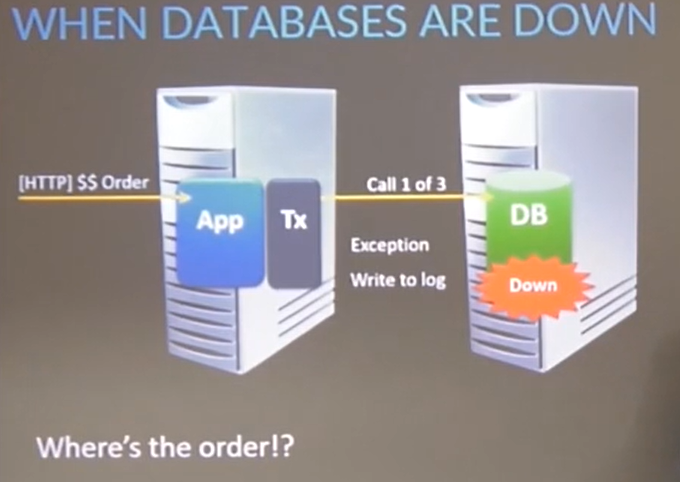 WHEN DATABASES ARE DOWN
[HTTP] $$ Order
App
Tx
Call 1 of 3
Exception
Write to log
DB
Down
Where's the order!?